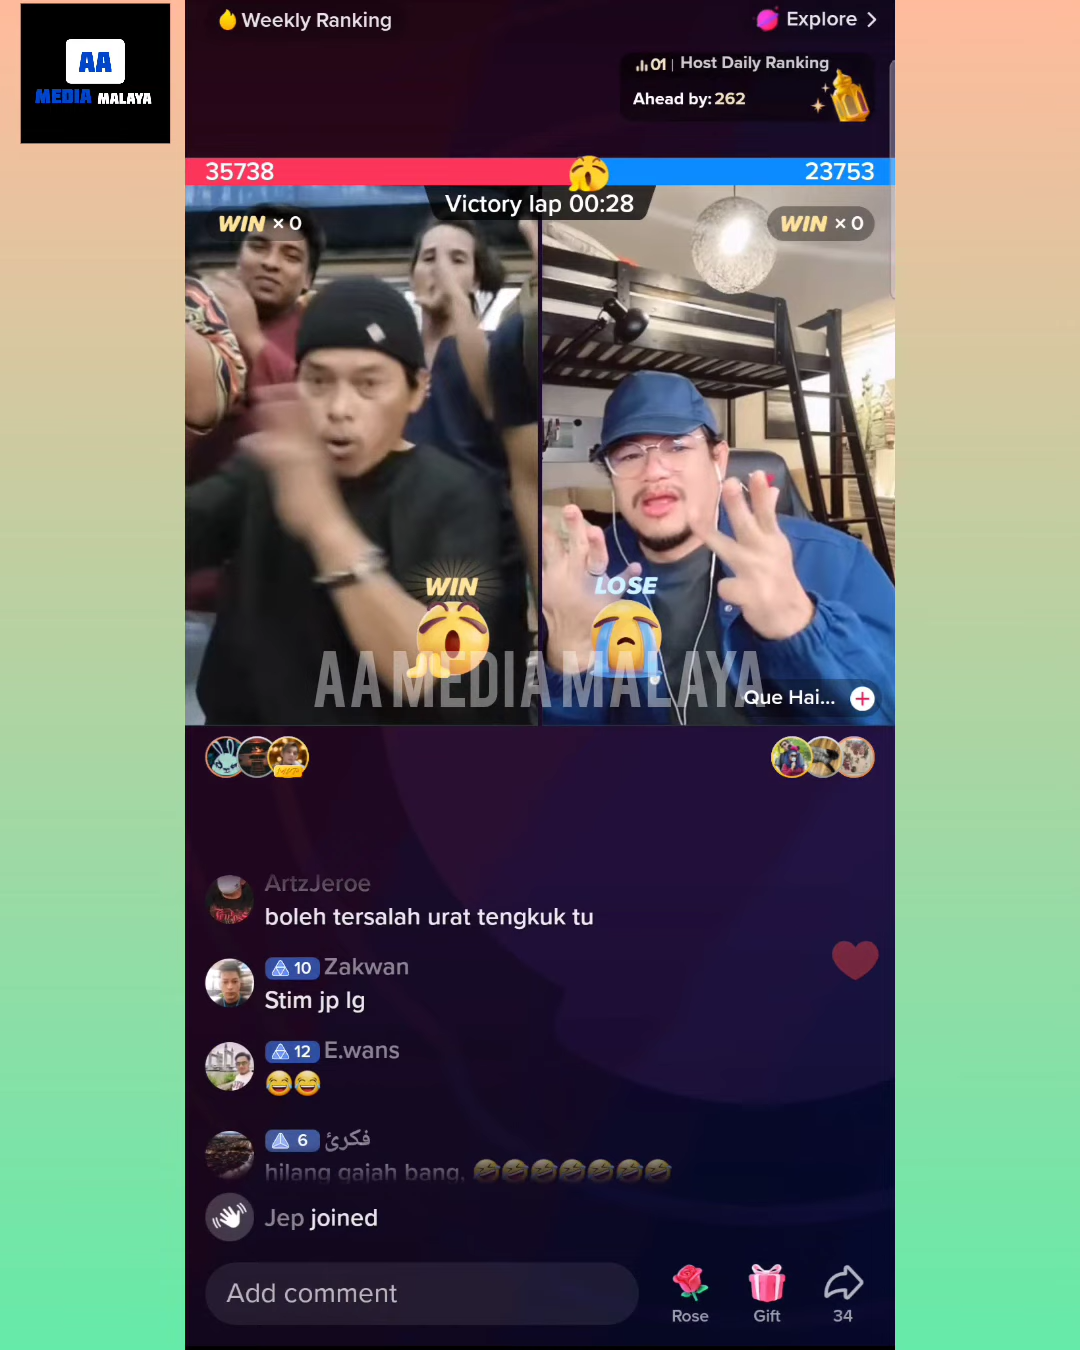 AA
MEDIA MALAYA
Weekly Ranking
Explore
01 | Host Daily Ranking
Ahead by: 262
35738
23753
Victory lap 00:28
WIN × 0
WIN × 0
WIN
LOSE
AA MEDIA MALAYA
Que Hai...
ArtzJeroe
boleh tersalah urat tengkuk tu
10 Zakwan
Stim jp lg
12 E.wans
😂😂
6 فكرئ
hilang gajah bang, 🤣🤣🤣🤣🤣🤣🤣
Jep joined
Add comment
Rose
Gift
34